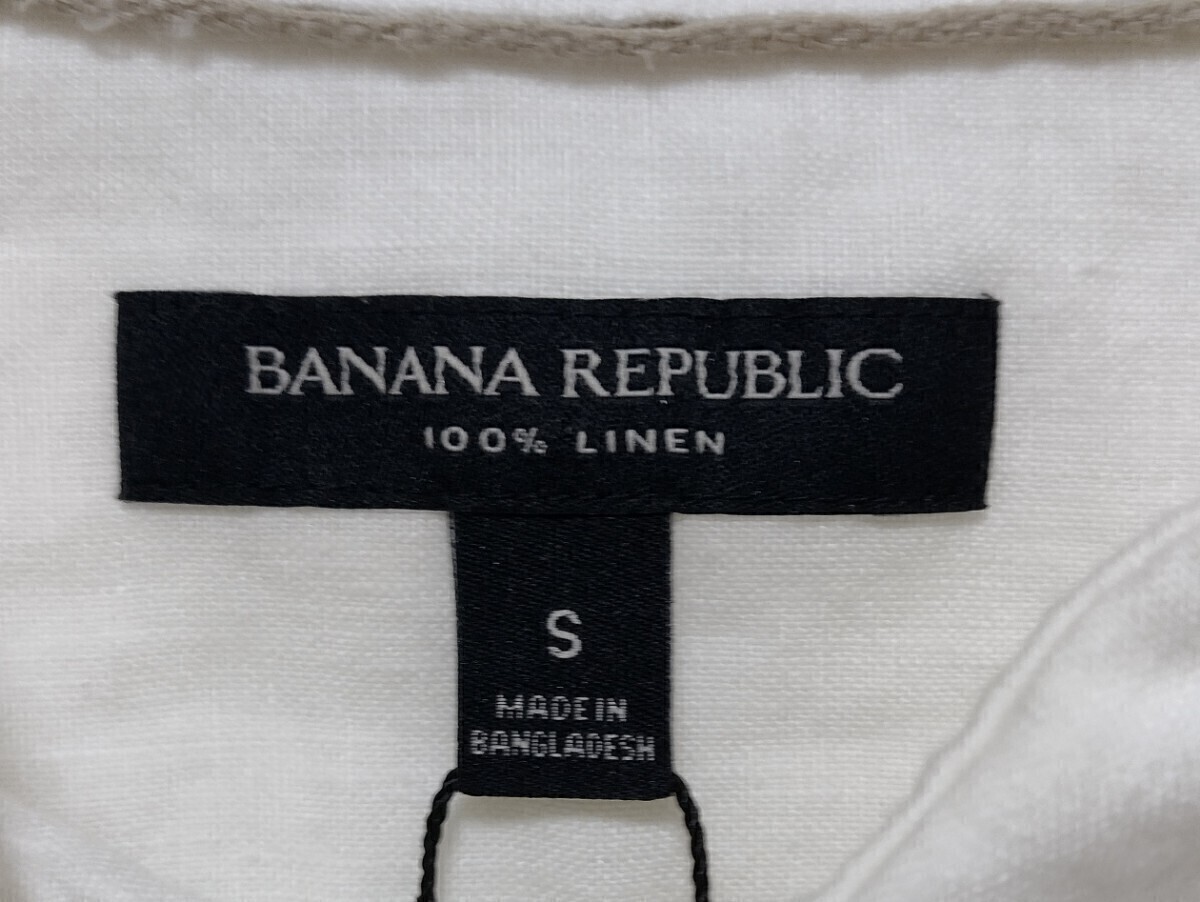 BANANA REPUBLIC
100% LINEN
S
MADE IN
BANGLADESH